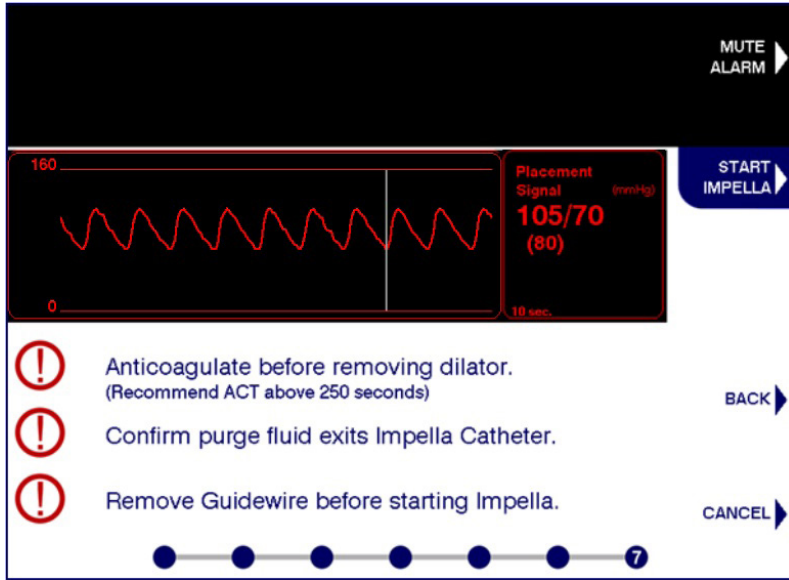 MUTE
ALARM
START
IMPELLA
160
0
Placement
Signal (mmHg)
105/70
(80)
10 sec.
Anticoagulate before removing dilator.
(Recommend ACT above 250 seconds)
Confirm purge fluid exits Impella Catheter.
Remove Guidewire before starting Impella.
BACK
CANCEL
7